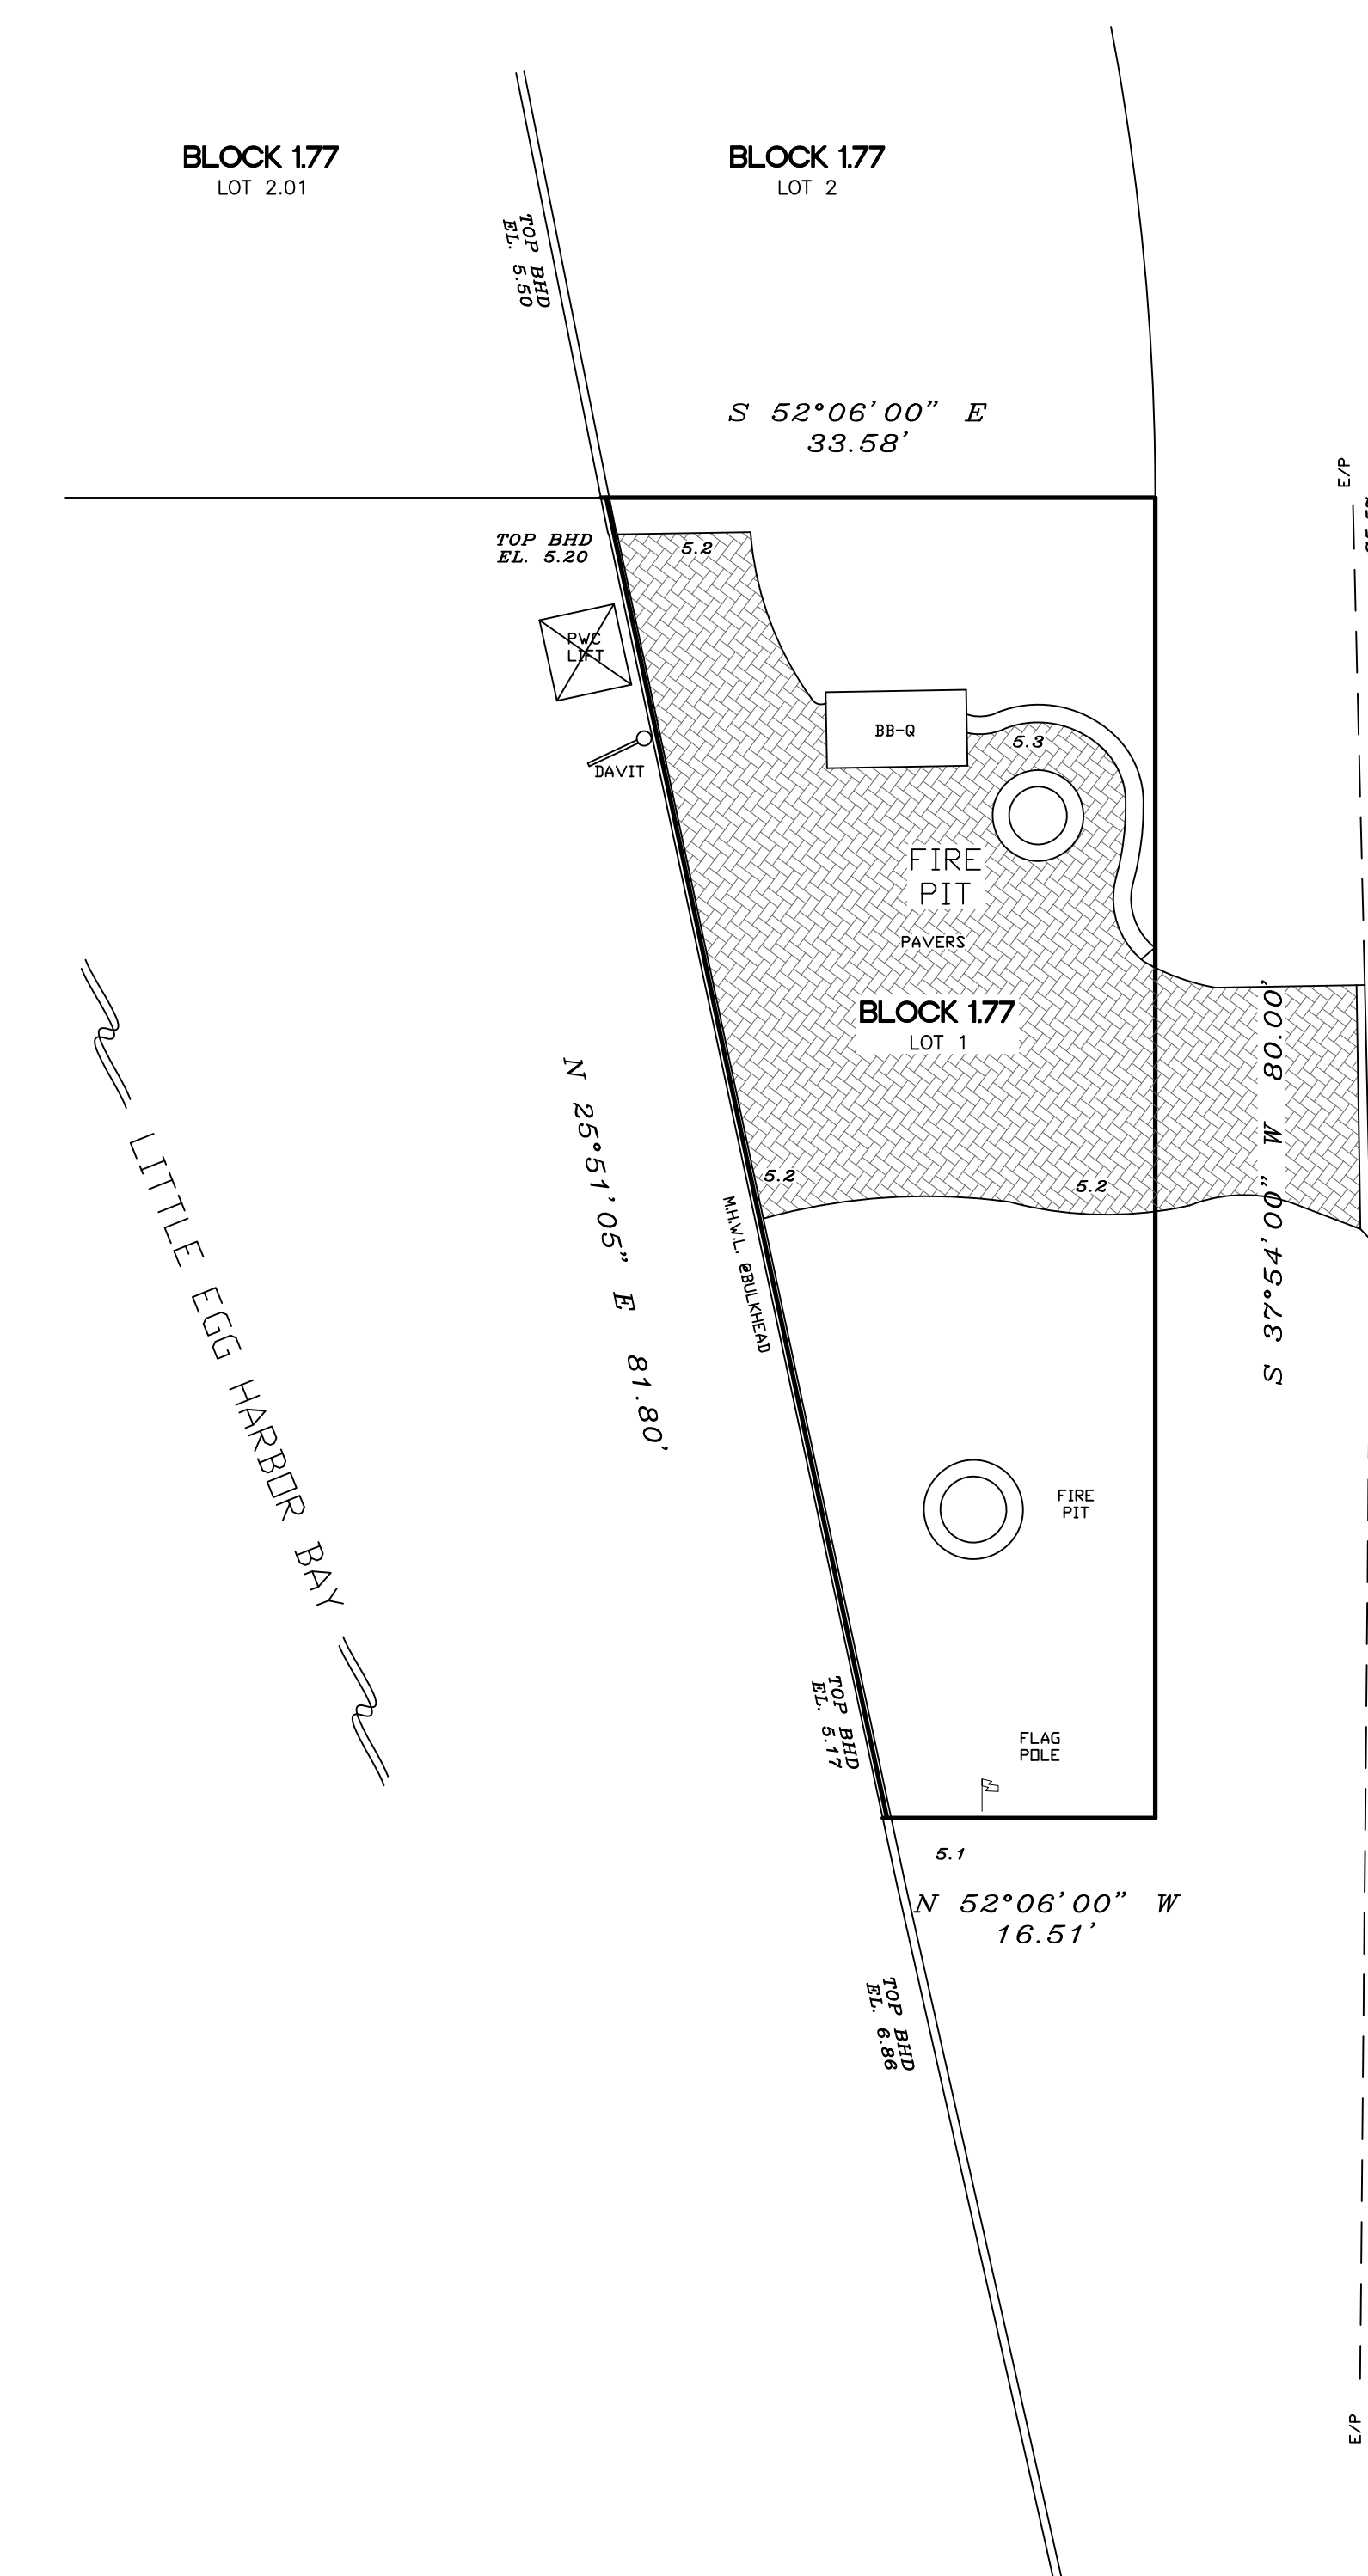 BLOCK 1.77
LOT 2.01
BLOCK 1.77
LOT 2
TOP BHD
EL. 5.50
S 52°06'00" E
33.58'
E/P
TOP BHD
EL. 5.20
5.2
PWC
LIFT
BB-Q
5.3
DAVIT
FIRE
PIT
PAVERS
BLOCK 1.77
LOT 1
S 37°54'00" W 80.00'
N 25°51'05" E 81.80'
5.2
5.2
M.H.W.L. @BULKHEAD
LITTLE EGG HARBOR BAY
FIRE
PIT
TOP BHD
EL. 5.17
FLAG
POLE
5.1
N 52°06'00" W
16.51'
TOP BHD
EL. 6.86
E/P